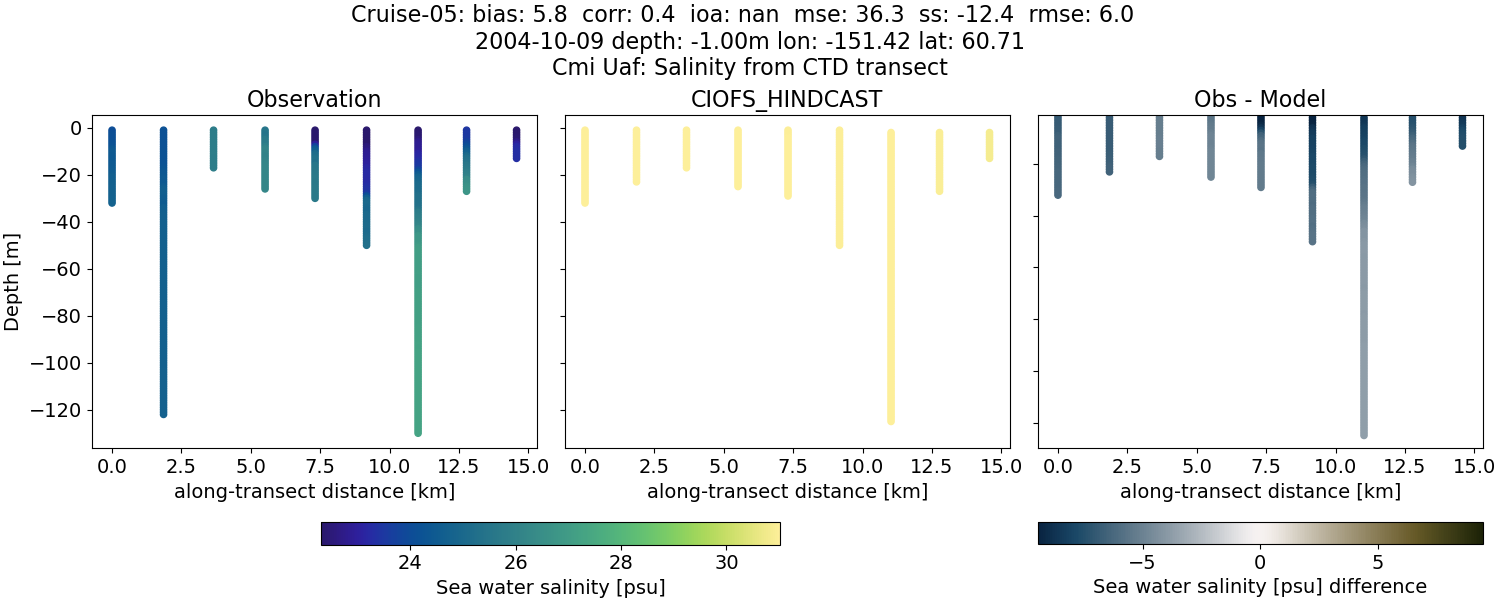 Cruise-05: bias: 5.8  corr: 0.4  ioa: nan  mse: 36.3  ss: -12.4  rmse: 6.0
2004-10-09 depth: -1.00m lon: -151.42 lat: 60.71
Cmi Uaf: Salinity from CTD transect
Observation
CIOFS_HINDCAST
Obs - Model
Depth [m]
0
−20
−40
−60
−80
−100
−120
0.0 2.5 5.0 7.5 10.0 12.5 15.0
0.0 2.5 5.0 7.5 10.0 12.5 15.0
0.0 2.5 5.0 7.5 10.0 12.5 15.0
along-transect distance [km]
along-transect distance [km]
along-transect distance [km]
24 26 28 30
Sea water salinity [psu]
−5 0 5
Sea water salinity [psu] difference